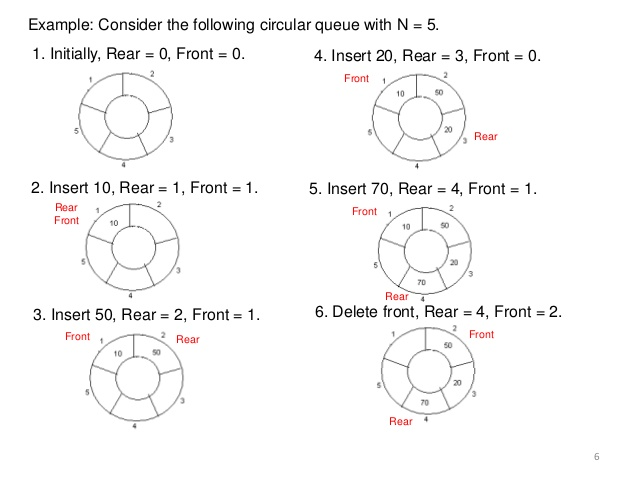 Example: Consider the following circular queue with N = 5.
1. Initially, Rear = 0, Front = 0.
1
2
3
4
5
2. Insert 10, Rear = 1, Front = 1.
Rear
Front
1
2
10
3
4
5
3. Insert 50, Rear = 2, Front = 1.
Front
1
2
Rear
10
50
3
4
5
4. Insert 20, Rear = 3, Front = 0.
Front
1
2
10
50
20
3
Rear
4
5
5. Insert 70, Rear = 4, Front = 1.
Front
1
2
10
50
20
3
70
Rear
4
5
6. Delete front, Rear = 4, Front = 2.
1
2
Front
50
20
3
70
Rear
4
5
6